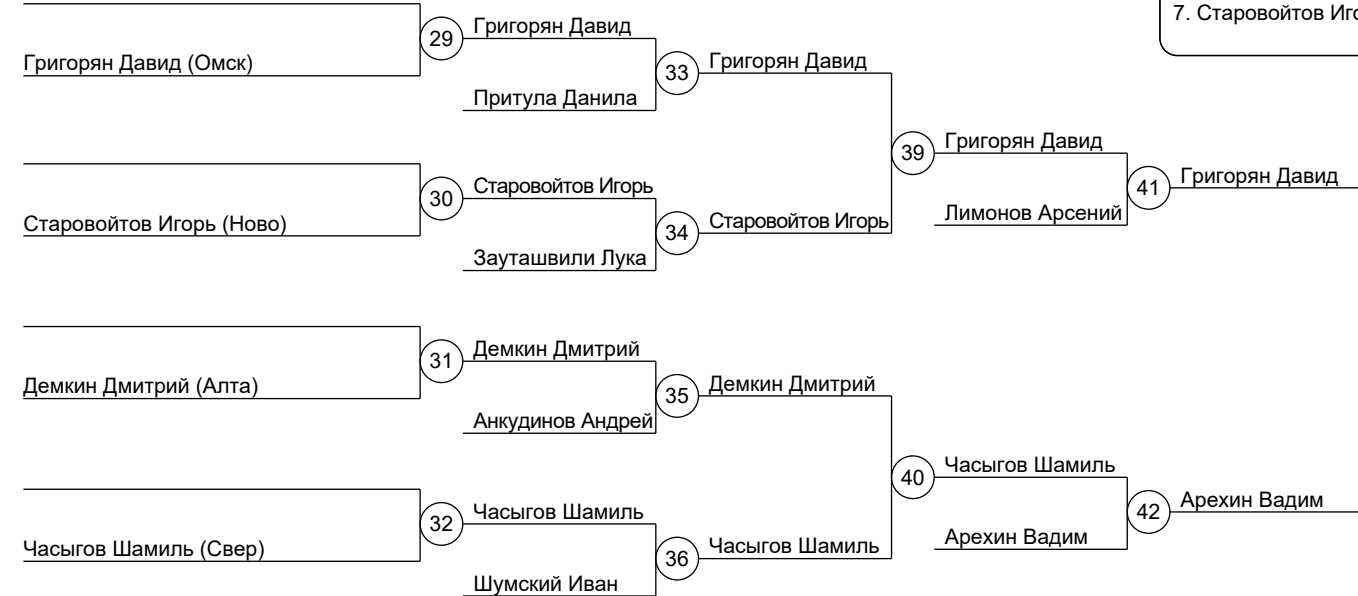 7. Старовойтов Иго
Григорян Давид
29
Григорян Давид (Омск)
Григорян Давид
33
Притула Данила
Григорян Давид
39
Григорян Давид
41
Старовойтов Игорь
30
Старовойтов Игорь (Ново)
Старовойтов Игорь
34
Лимонов Арсений
Зауташвили Лука
Демкин Дмитрий
31
Демкин Дмитрий (Алта)
Демкин Дмитрий
35
Анкудинов Андрей
Часыгов Шамиль
40
Арехин Вадим
42
Часыгов Шамиль
32
Часыгов Шамиль (Свер)
Часыгов Шамиль
36
Арехин Вадим
Шумский Иван